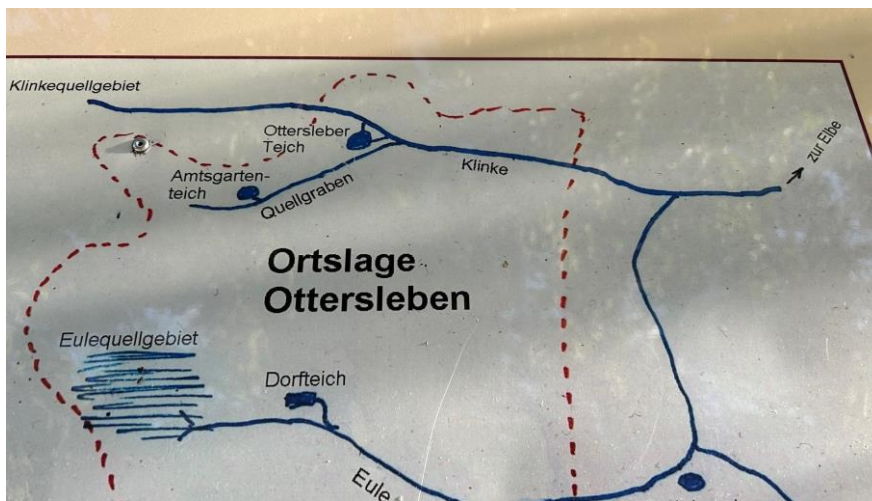 Klinkequellgebiet
Ottersleber
Teich
zur Elbe
Klinke
Amtsgarten-
teich
Quellgraben
Ortslage
Ottersleben
Eulequellgebiet
Dorfteich
Eule